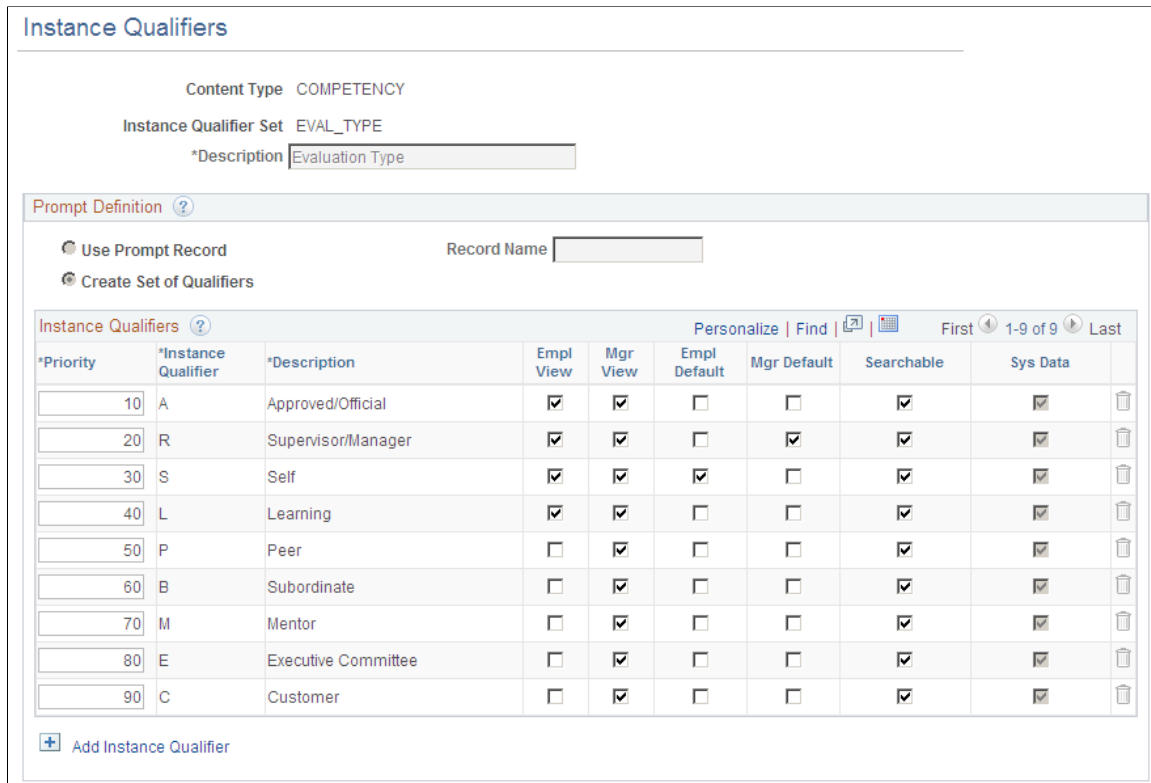 Instance Qualifiers
Content Type COMPETENCY
Instance Qualifier Set EVAL_TYPE
*Description Evaluation Type
Prompt Definition ?
Use Prompt Record Record Name
Create Set of Qualifiers
Instance Qualifiers ? Personalize | Find | | First 1-9 of 9 Last
*Priority *Instance Qualifier *Description Empl View Mgr View Empl Default Mgr Default Searchable Sys Data
10 A Approved/Official
20 R Supervisor/Manager
30 S Self
40 L Learning
50 P Peer
60 B Subordinate
70 M Mentor
80 E Executive Committee
90 C Customer
+ Add Instance Qualifier